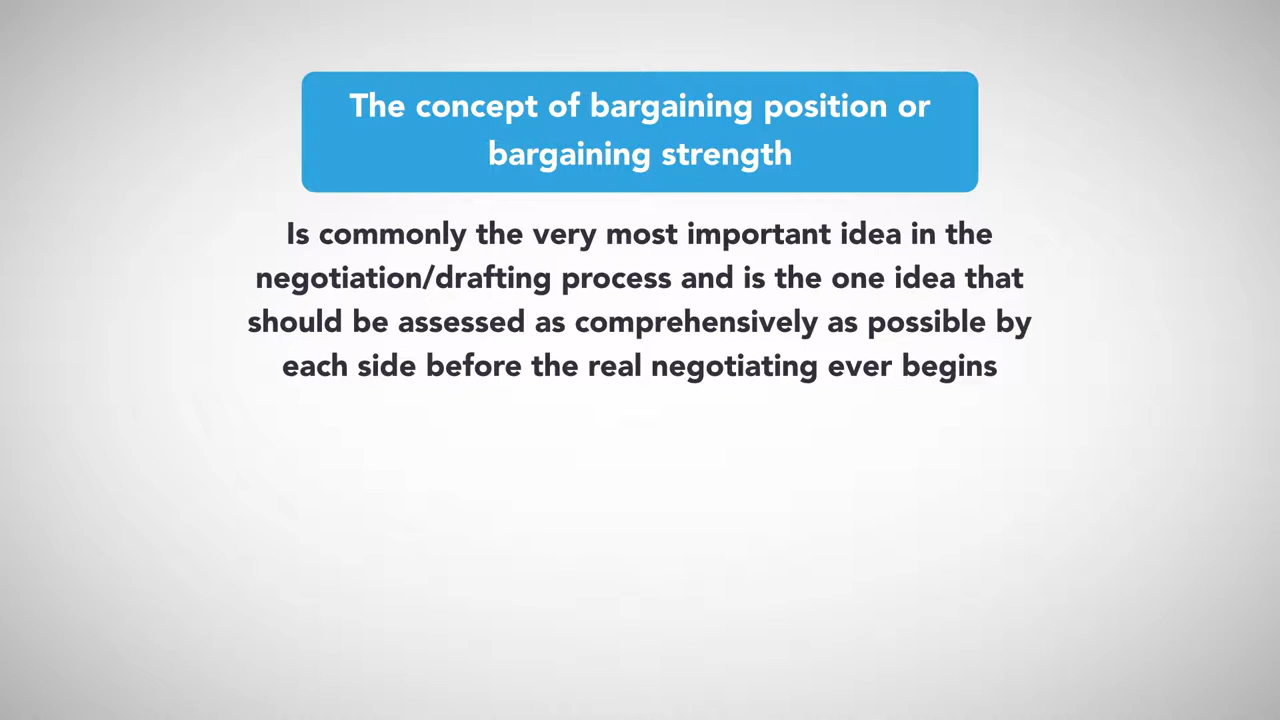 The concept of bargaining position or
bargaining strength
Is commonly the very most important idea in the
negotiation/drafting process and is the one idea that
should be assessed as comprehensively as possible by
each side before the real negotiating ever begins